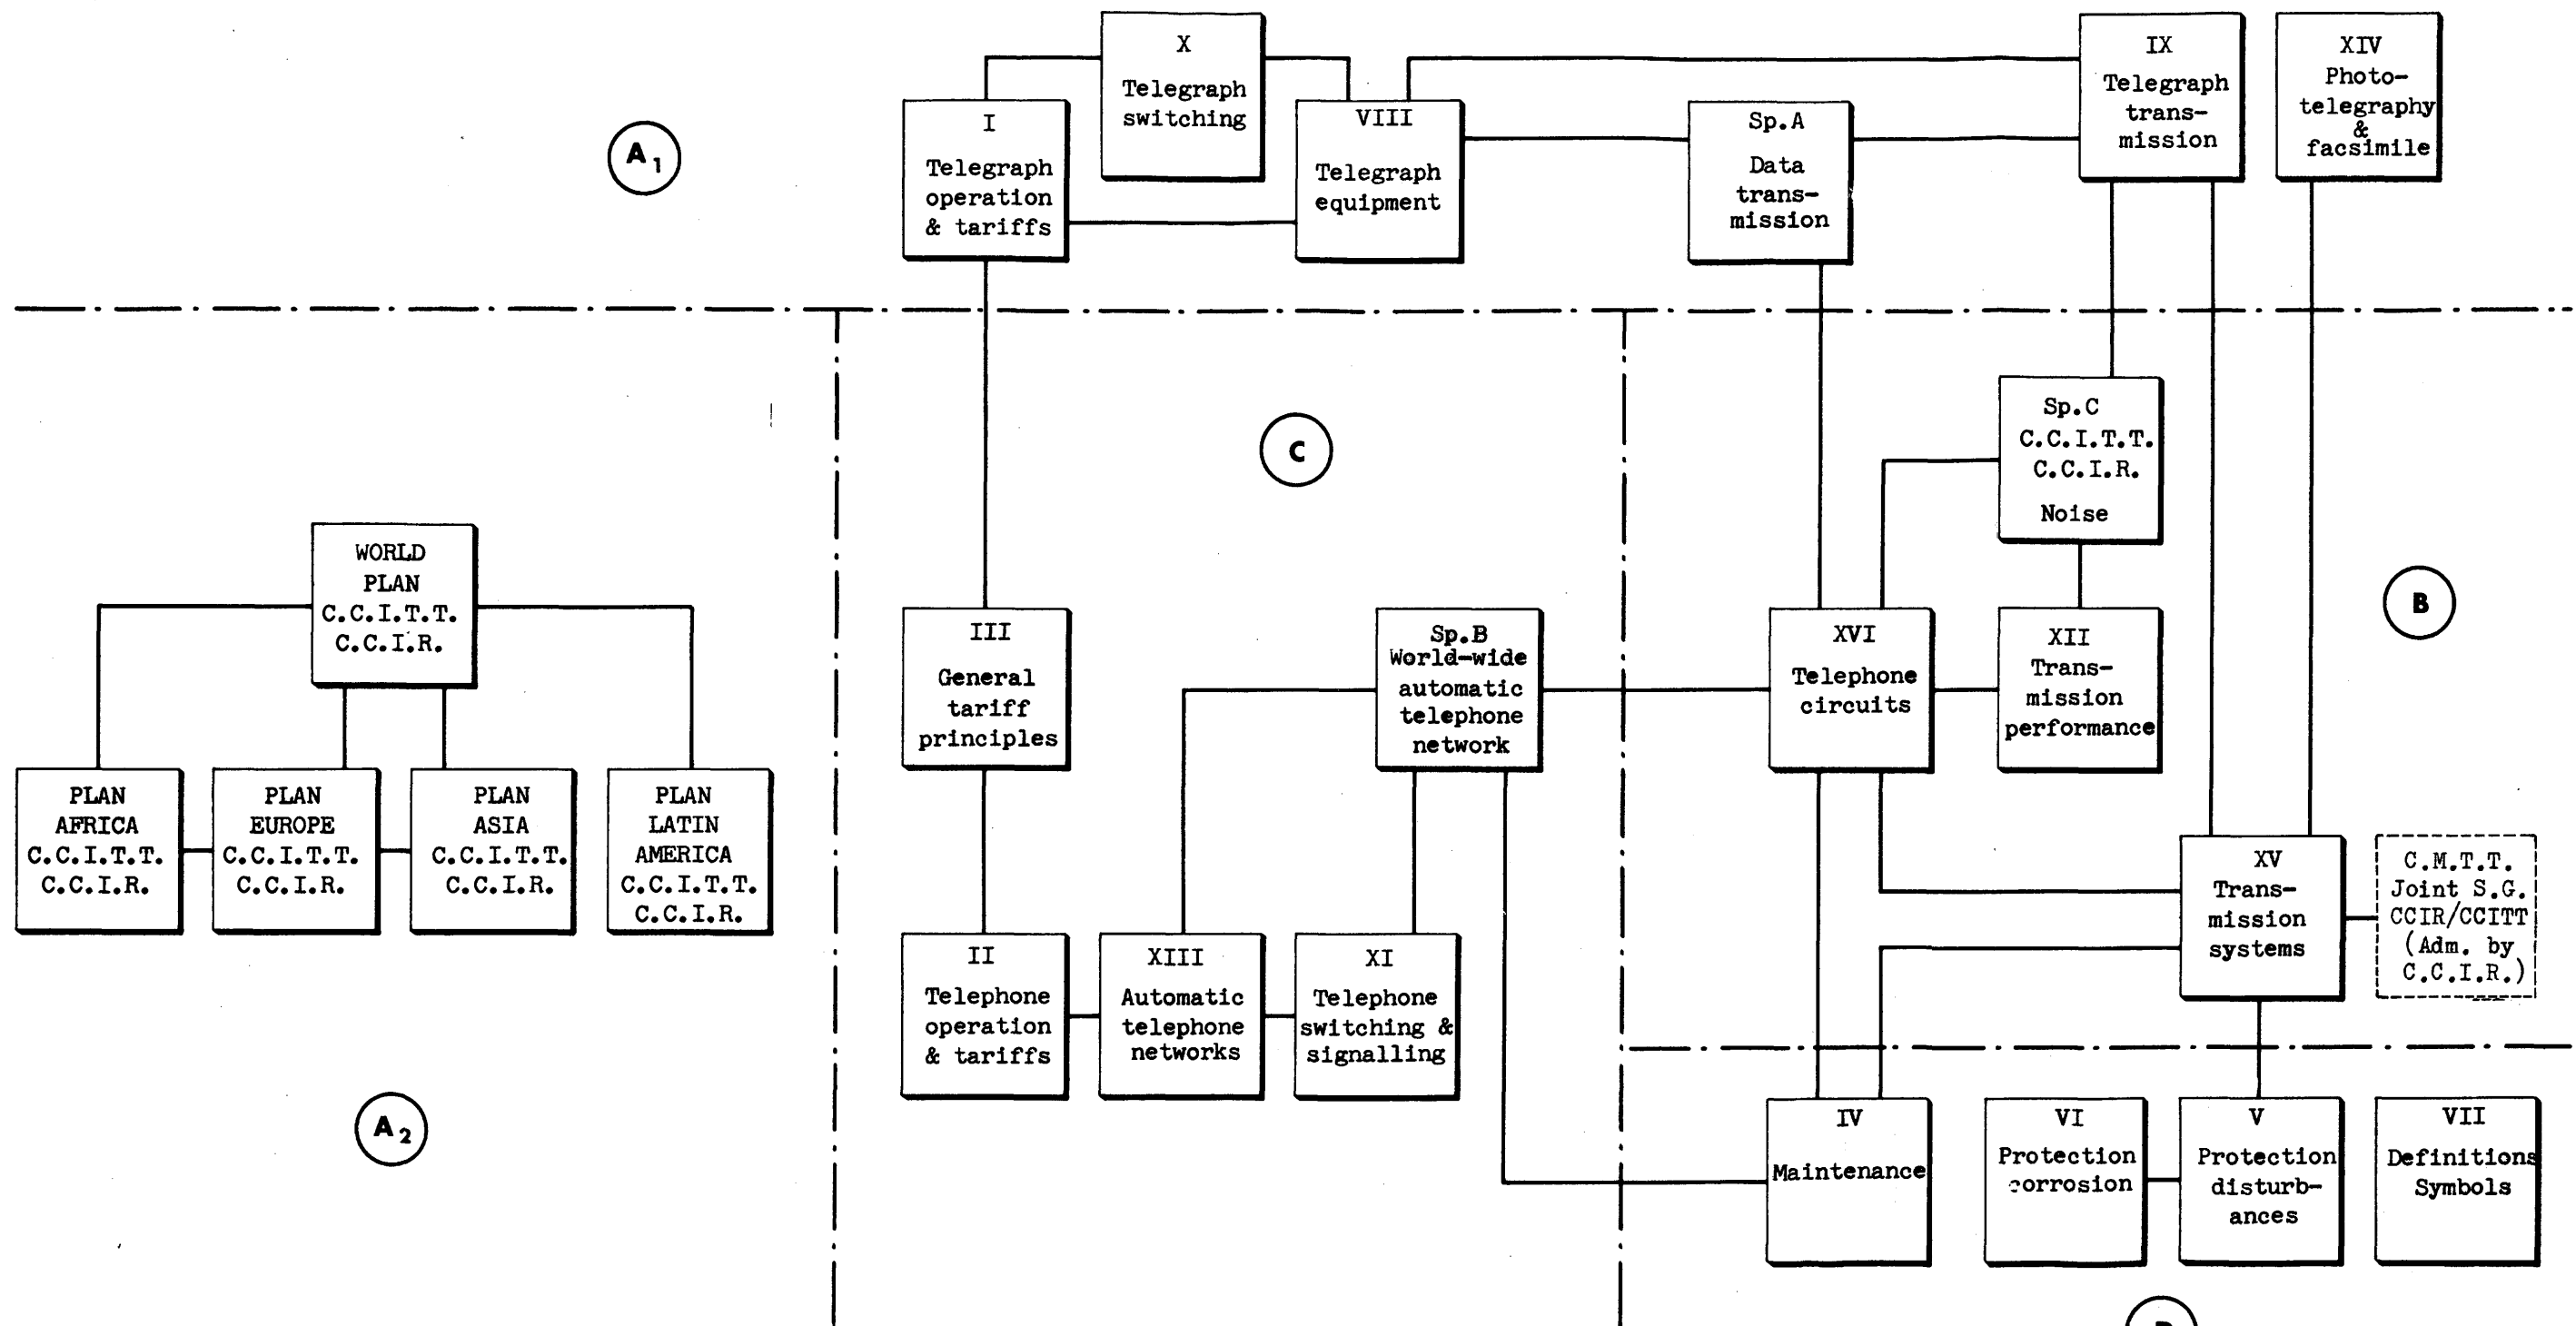 X
Telegraph
switching
IX
Telegraph
trans-
mission
XIV
Photo-
telegraphy
&
facsimile
I
Telegraph
operation
& tariffs
VIII
Telegraph
equipment
Sp.A
Data
trans-
mission
A1
C
Sp.C
C.C.I.T.T.
C.C.I.R.
Noise
B
WORLD
PLAN
C.C.I.T.T.
C.C.I.R.
III
General
tariff
principles
Sp.B
World-wide
automatic
telephone
network
XVI
Telephone
circuits
XII
Trans-
mission
performance
PLAN
AFRICA
C.C.I.T.T.
C.C.I.R.
PLAN
EUROPE
C.C.I.T.T.
C.C.I.R.
PLAN
ASIA
C.C.I.T.T.
C.C.I.R.
PLAN
LATIN
AMERICA
C.C.I.T.T.
C.C.I.R.
XV
Trans-
mission
systems
C.M.T.T.
Joint S.G.
CCIR/CCITT
(Adm. by
C.C.I.R.)
II
Telephone
operation
& tariffs
XIII
Automatic
telephone
networks
XI
Telephone
switching &
signalling
A2
IV
Maintenance
VI
Protection
corrosion
V
Protection
disturb-
ances
VII
Definitions
Symbols